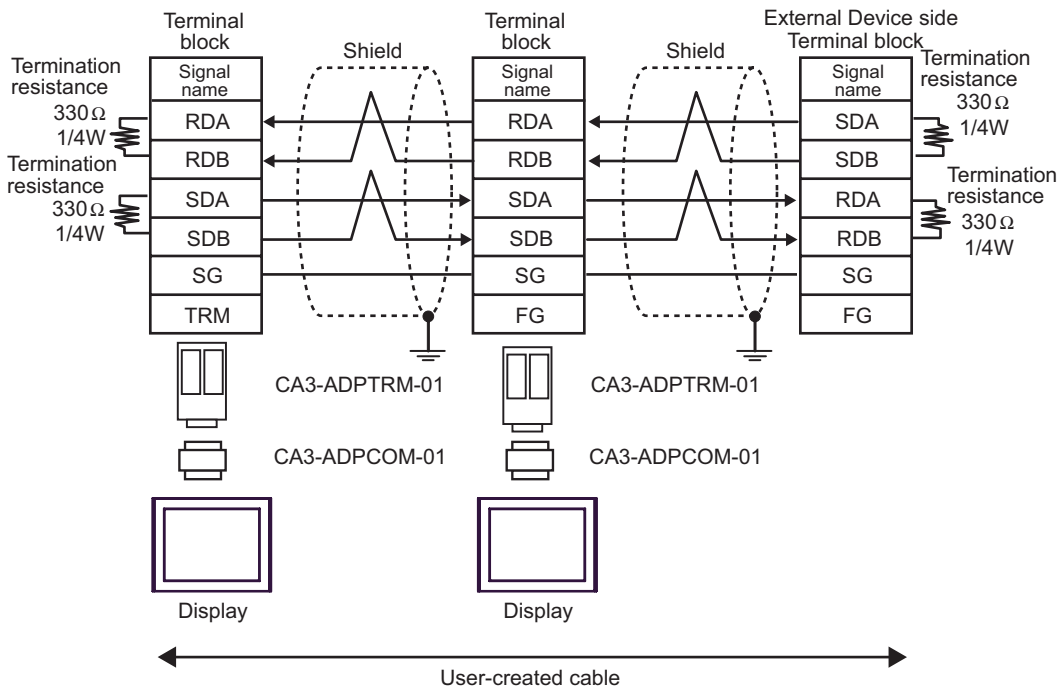 Terminal
block
Shield
Terminal
block
Shield
External Device side
Terminal block
Termination
resistance
330Ω
1/4W
Termination
resistance
330Ω
1/4W
Signal
name
RDA
RDB
SDA
SDB
SG
TRM
Signal
name
RDA
RDB
SDA
SDB
SG
FG
Signal
name
SDA
SDB
RDA
RDB
SG
FG
Termination
resistance
330Ω
1/4W
Termination
resistance
330Ω
1/4W
CA3-ADPTRM-01
CA3-ADPTRM-01
CA3-ADPCOM-01
CA3-ADPCOM-01
Display
Display
User-created cable